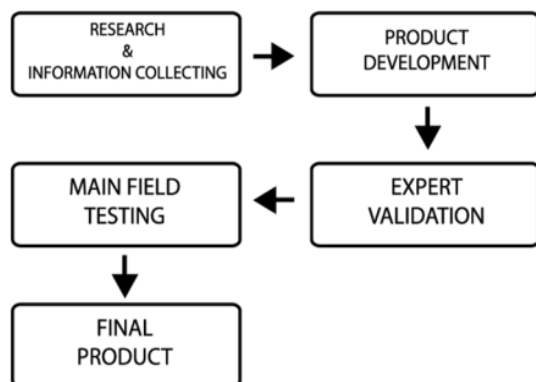 RESEARCH
&
INFORMATION COLLECTING
PRODUCT
DEVELOPMENT
EXPERT
VALIDATION
MAIN FIELD
TESTING
FINAL
PRODUCT